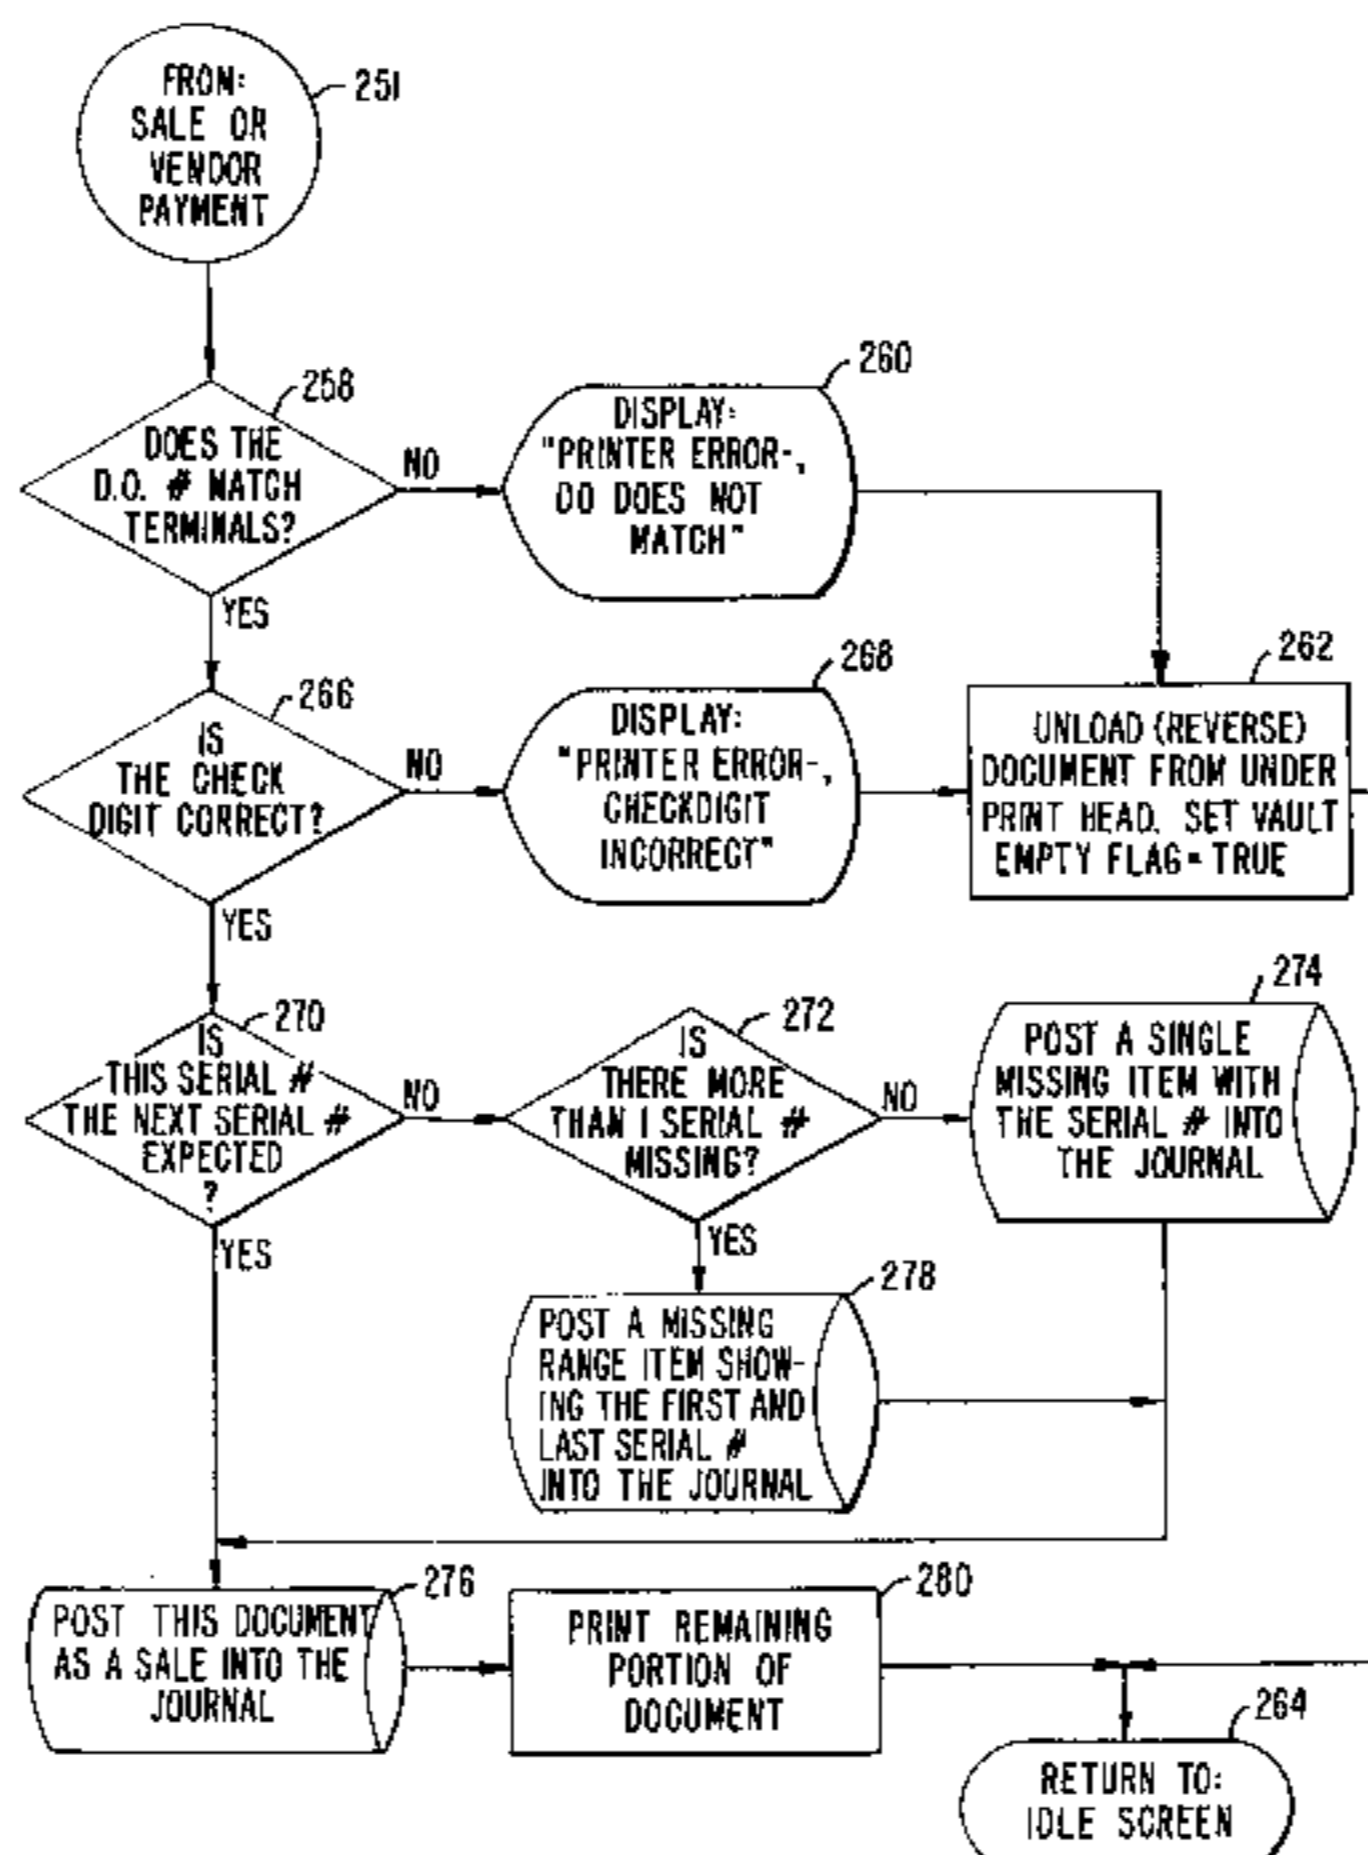 FROM:
SALE OR
VENDOR
PAYMENT
251
258
DOES THE
D.O. # MATCH
TERMINALS?
NO
YES
260
DISPLAY:
"PRINTER ERROR-,
DO DOES NOT
MATCH"
266
IS
THE CHECK
DIGIT CORRECT?
NO
YES
268
DISPLAY:
"PRINTER ERROR-,
CHECKDIGIT
INCORRECT"
262
UNLOAD (REVERSE)
DOCUMENT FROM UNDER
PRINT HEAD. SET VAULT
EMPTY FLAG = TRUE
270
IS
THIS SERIAL #
THE NEXT SERIAL #
EXPECTED
?
NO
YES
272
IS
THERE MORE
THAN 1 SERIAL #
MISSING?
NO
YES
274
POST A SINGLE
MISSING ITEM WITH
THE SERIAL # INTO
THE JOURNAL
278
POST A MISSING
RANGE ITEM SHOW-
ING THE FIRST AND
LAST SERIAL #
INTO THE JOURNAL
276
POST THIS DOCUMENT
AS A SALE INTO THE
JOURNAL
280
PRINT REMAINING
PORTION OF
DOCUMENT
264
RETURN TO:
IDLE SCREEN